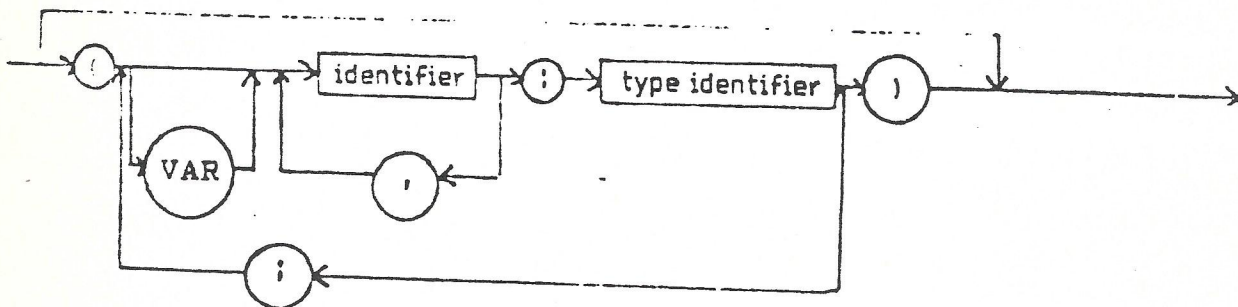 ( identifier : type identifier )
VAR ,
;